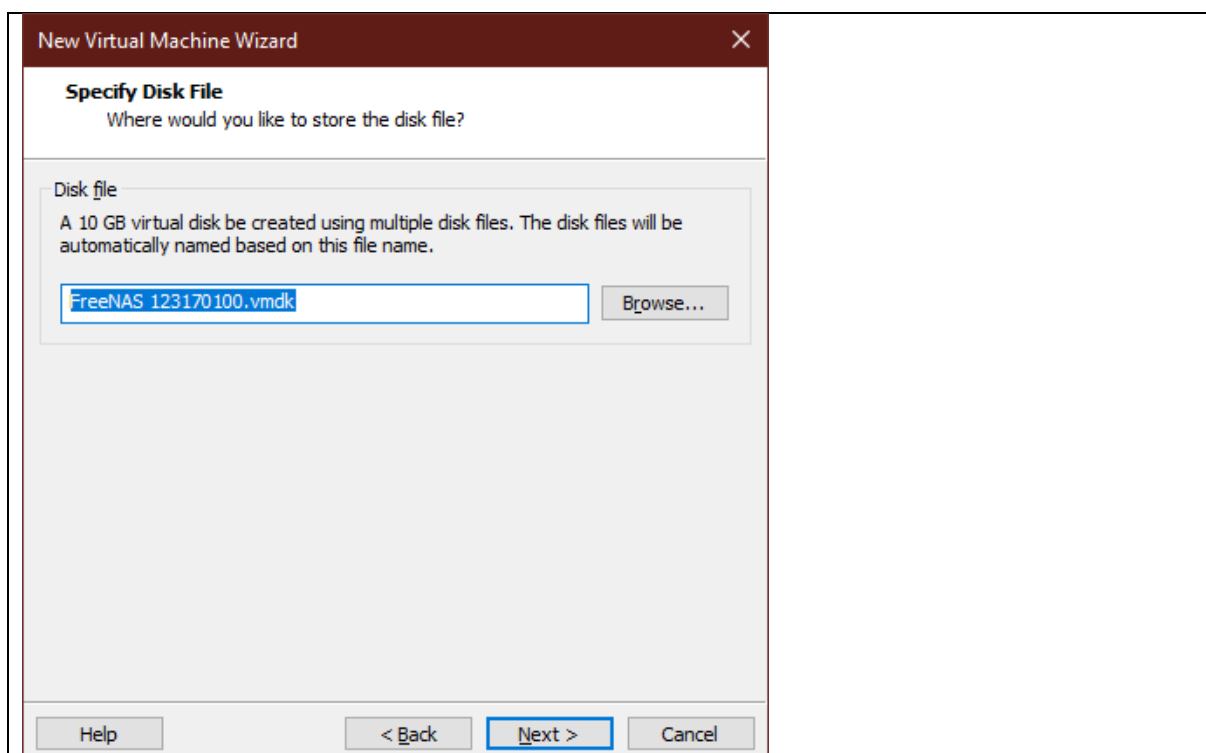 New Virtual Machine Wizard
Specify Disk File
Where would you like to store the disk file?
Disk file
A 10 GB virtual disk be created using multiple disk files. The disk files will be
automatically named based on this file name.
FreeNAS 123170100.vmdk
Browse...
Help
< Back
Next >
Cancel